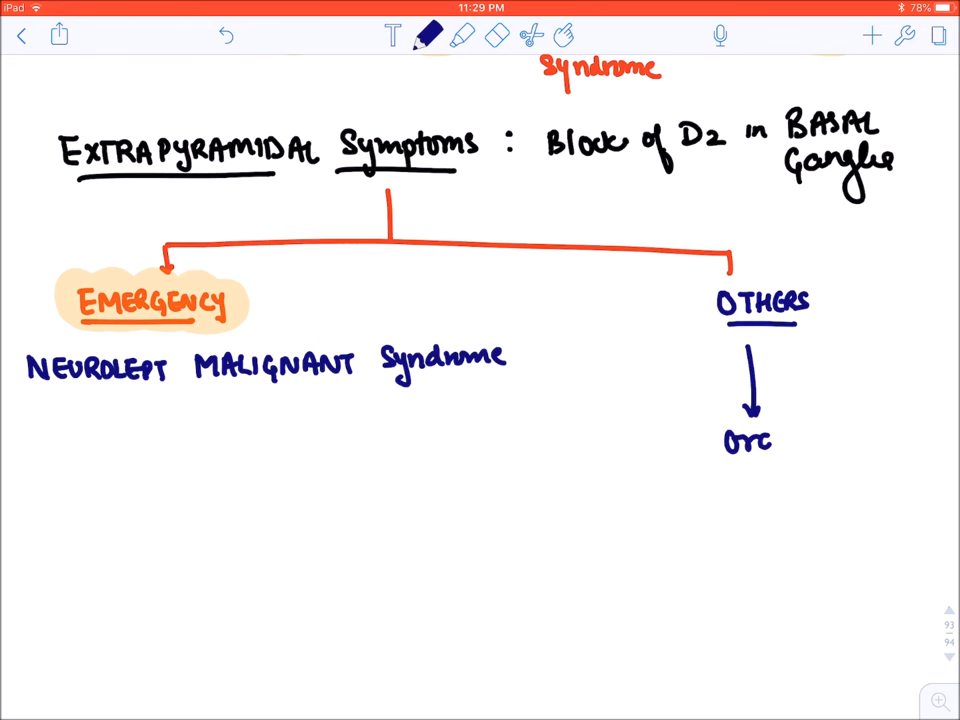 iPad 11:29 PM 78%
T
Syndrome
EXTRAPYRAMIDAL Symptoms : Block of D2 in BASAL
Ganglia
EMERGENCY OTHERS
NEUROLEPT MALIGNANT Syndrome
orc
93
94